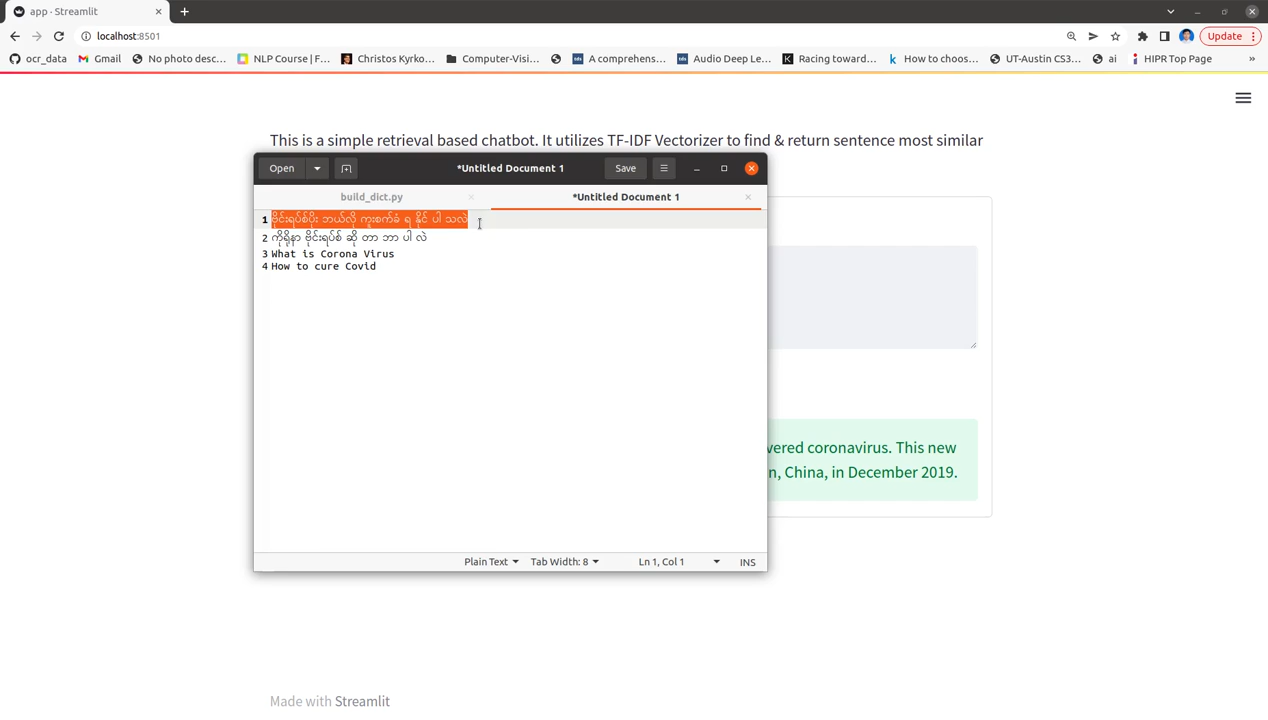 app · Streamlit
localhost:8501
Update
ocr_data
Gmail
No photo desc...
NLP Course | F...
Christos Kyrko...
Computer-Visi...
A comprehens...
Audio Deep Le...
Racing toward...
How to choos...
UT-Austin CS3...
ai
HIPR Top Page
»
This is a simple retrieval based chatbot. It utilizes TF-IDF Vectorizer to find & return sentence most similar
Open
*Untitled Document 1
Save
build_dict.py
*Untitled Document 1
1 ဗိုင်းရပ်စ်ပိုး ဘယ်လို ကူးစက်ခံ ရ နိုင် ပါ သလဲ
2 ကိုရိုနာ ဗိုင်းရပ်စ် ဆို တာ ဘာ ပါ လဲ
3 What is Corona Virus
4 How to cure Covid
vered coronavirus. This new
n, China, in December 2019.
Plain Text
Tab Width: 8
Ln 1, Col 1
INS
Made with Streamlit